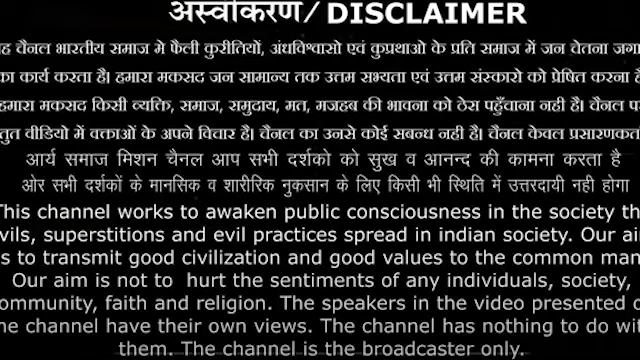 अस्वीकरण/ DISCLAIMER
चैनल भारतीय समाज मे फैली कुरीतियों, अंधविश्वासो एवं कुप्रथाओ के प्रति समाज में जन चेतना जगा
का कार्य करता है। हमारा मकसद जन सामान्य तक उतम सभ्यता एवं उतम संस्कारो को प्रेषित करना है
हमारा मकसद किसी व्यक्ति, समाज, समुदाय, मत, मजहब की भावना को ठेस पहुँचाना नही है। चैनल प
तुत वीडियो में वक्ताओं के अपने विचार है। चैनल का उनसे कोई सबन्ध नही है। चैनल केवल प्रसारणकत
आर्य समाज मिशन चैनल आप सभी दर्शको को सुख व आनन्द की कामना करता है
ओर सभी दर्शकों के मानसिक व शारीरिक नुकसान के लिए किसी भी स्थिति में उत्तरदायी नही होगा
This channel works to awaken public consciousness in the society th
vils, superstitions and evil practices spread in indian society. Our ai
s to transmit good civilization and good values to the common man
Our aim is not to hurt the sentiments of any individuals, society,
ommunity, faith and religion. The speakers in the video presented o
he channel have their own views. The channel has nothing to do wit
them. The channel is the broadcaster only.